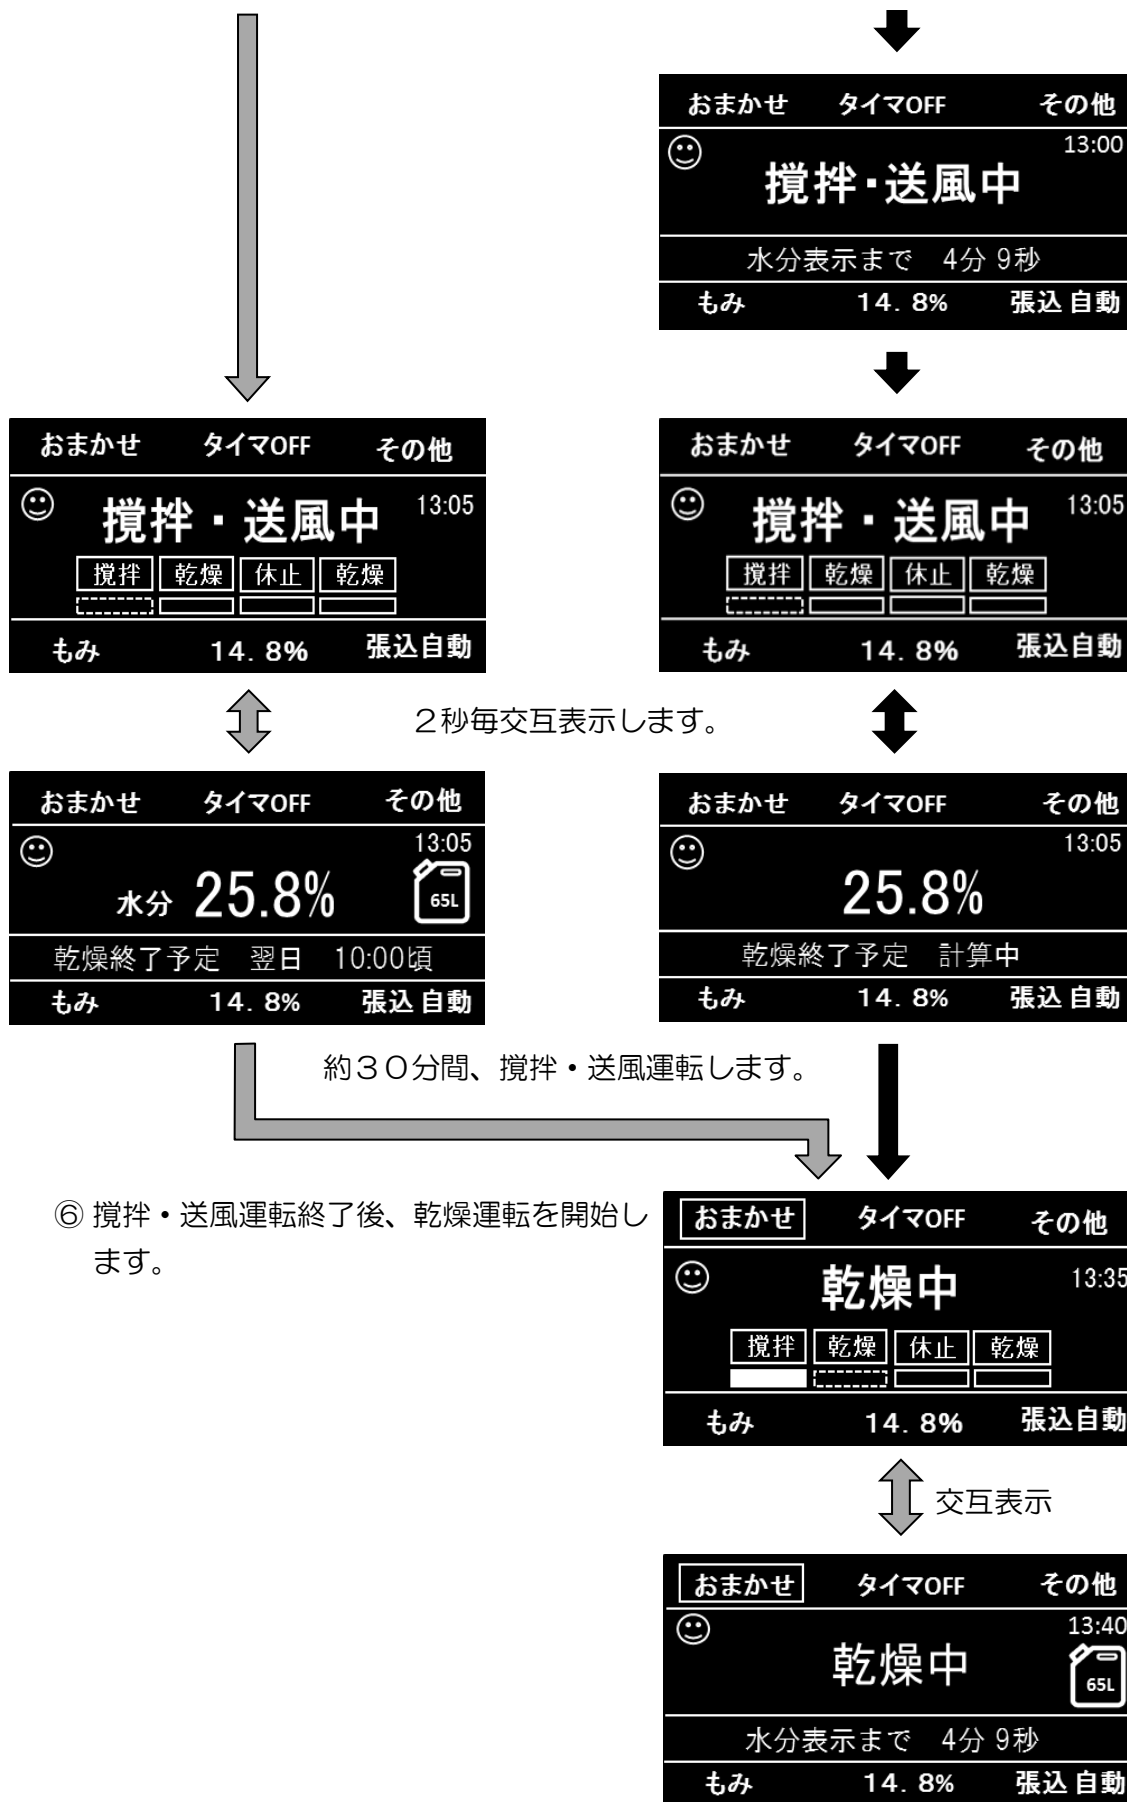 おまかせ タイマOFF その他
13:00
撹拌・送風中
水分表示まで 4分 9秒
もみ 14. 8% 張込 自動
おまかせ タイマOFF その他
撹拌・送風中 13:05
撹拌 乾燥 休止 乾燥
もみ 14. 8% 張込自動
おまかせ タイマOFF その他
撹拌・送風中 13:05
撹拌 乾燥 休止 乾燥
もみ 14. 8% 張込自動
2秒毎交互表示します。
おまかせ タイマOFF その他
13:05
水分 25.8% 65L
乾燥終了予定 翌日 10:00頃
もみ 14. 8% 張込 自動
おまかせ タイマOFF その他
13:05
25.8%
乾燥終了予定 計算中
もみ 14. 8% 張込 自動
約30分間、撹拌・送風運転します。
⑥ 撹拌・送風運転終了後、乾燥運転を開始し
ます。
おまかせ タイマOFF その他
乾燥中 13:35
撹拌 乾燥 休止 乾燥
もみ 14. 8% 張込自動
交互表示
おまかせ タイマOFF その他
13:40
乾燥中 65L
水分表示まで 4分 9秒
もみ 14. 8% 張込 自動